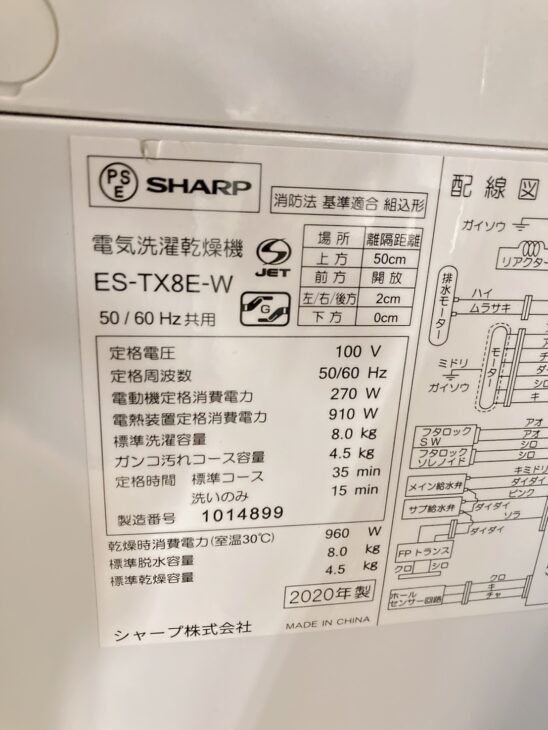 PSE SHARP
消防法 基準適合 組込形
電気洗濯乾燥機
JET
ES-TX8E-W
G
50/60 Hz共用
場所 離隔距離
上方 50cm
前方 開放
左/右/後方 2cm
下方 0cm
定格電圧 100 V
定格周波数 50/60 Hz
電動機定格消費電力 270 W
電熱装置定格消費電力 910 W
標準洗濯容量 8.0 kg
ガンコ汚れコース容量 4.5 kg
定格時間 標準コース 35 min
洗いのみ 15 min
製造番号 1014899
乾燥時消費電力(室温30℃) 960 W
標準脱水容量 8.0 kg
標準乾燥容量 4.5 kg
2020年製
シャープ株式会社 MADE IN CHINA
配線図
ガイソウ
リアクター
排水モーター
ハイ
ムラサキ
ミドリ
ガイソウ
モーター
フタロック
SW
アオ
シロ
フタロック
ソレノイド
アオ
シロ
キミドリ
メイン給水弁
ダイダイ
ピンク
サブ給水弁
ダイダイ
ソラ
ダイダイ
FPトランス
クロ シロ
ホール
センサー回路
クロ
キ
チャ